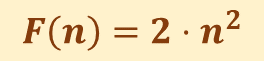 F(n) = 2 · n²